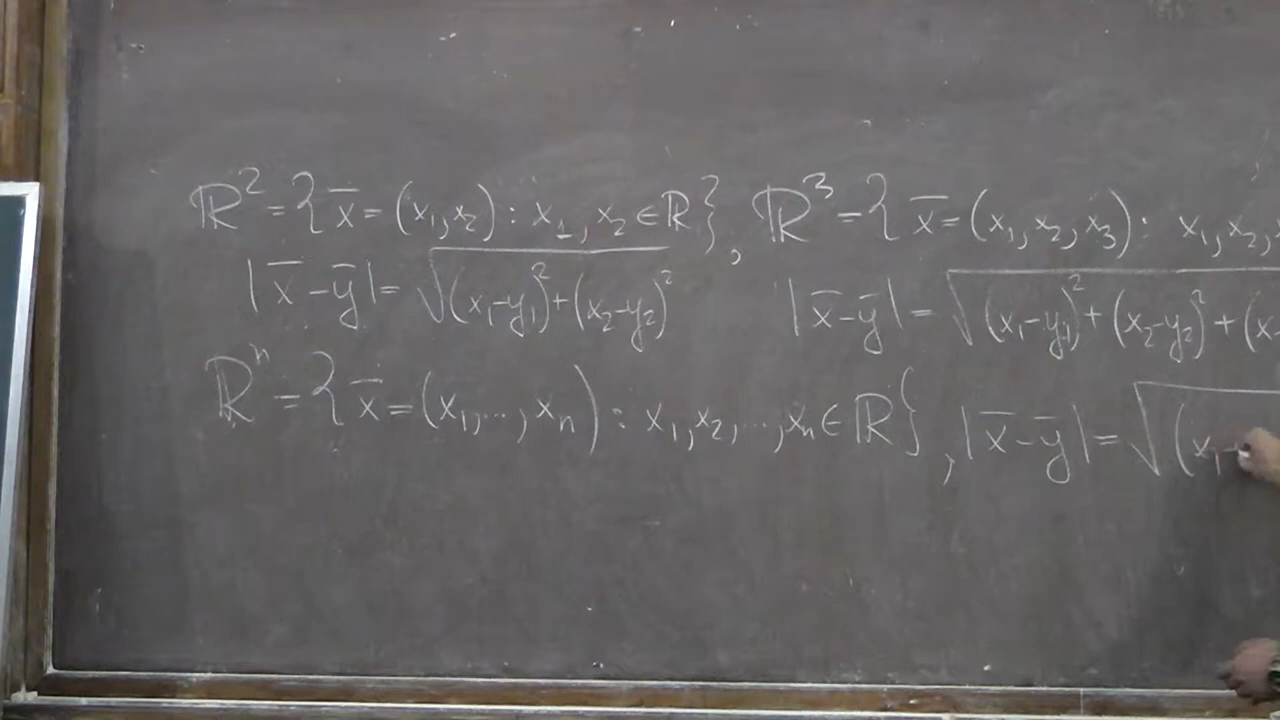 ℝ² = { x̄ = (x₁, x₂) : x₁, x₂ ∈ ℝ }, ℝ³ = { x̄ = (x₁, x₂, x₃) : x₁, x₂,
|x̄ - ȳ| = √((x₁-y₁)² + (x₂-y₂)²) |x̄ - ȳ| = √((x₁-y₁)² + (x₂-y₂)² + (x
ℝⁿ = { x̄ = (x₁, ..., xₙ) : x₁, x₂, ..., xₙ ∈ ℝ }, |x̄ - ȳ| = √(x₁-